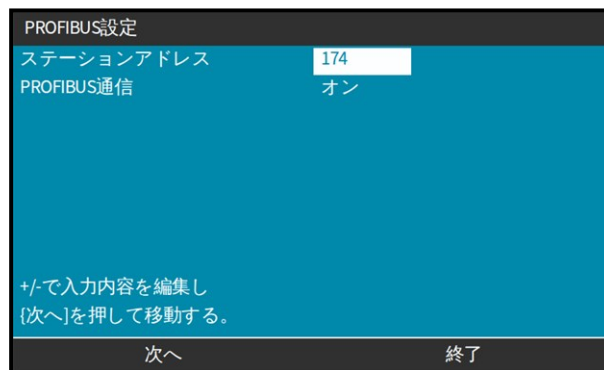 PROFIBUS設定
ステーションアドレス 174
PROFIBUS通信 オン
+/-で入力内容を編集し
{次へ]を押して移動する。
次へ 終了